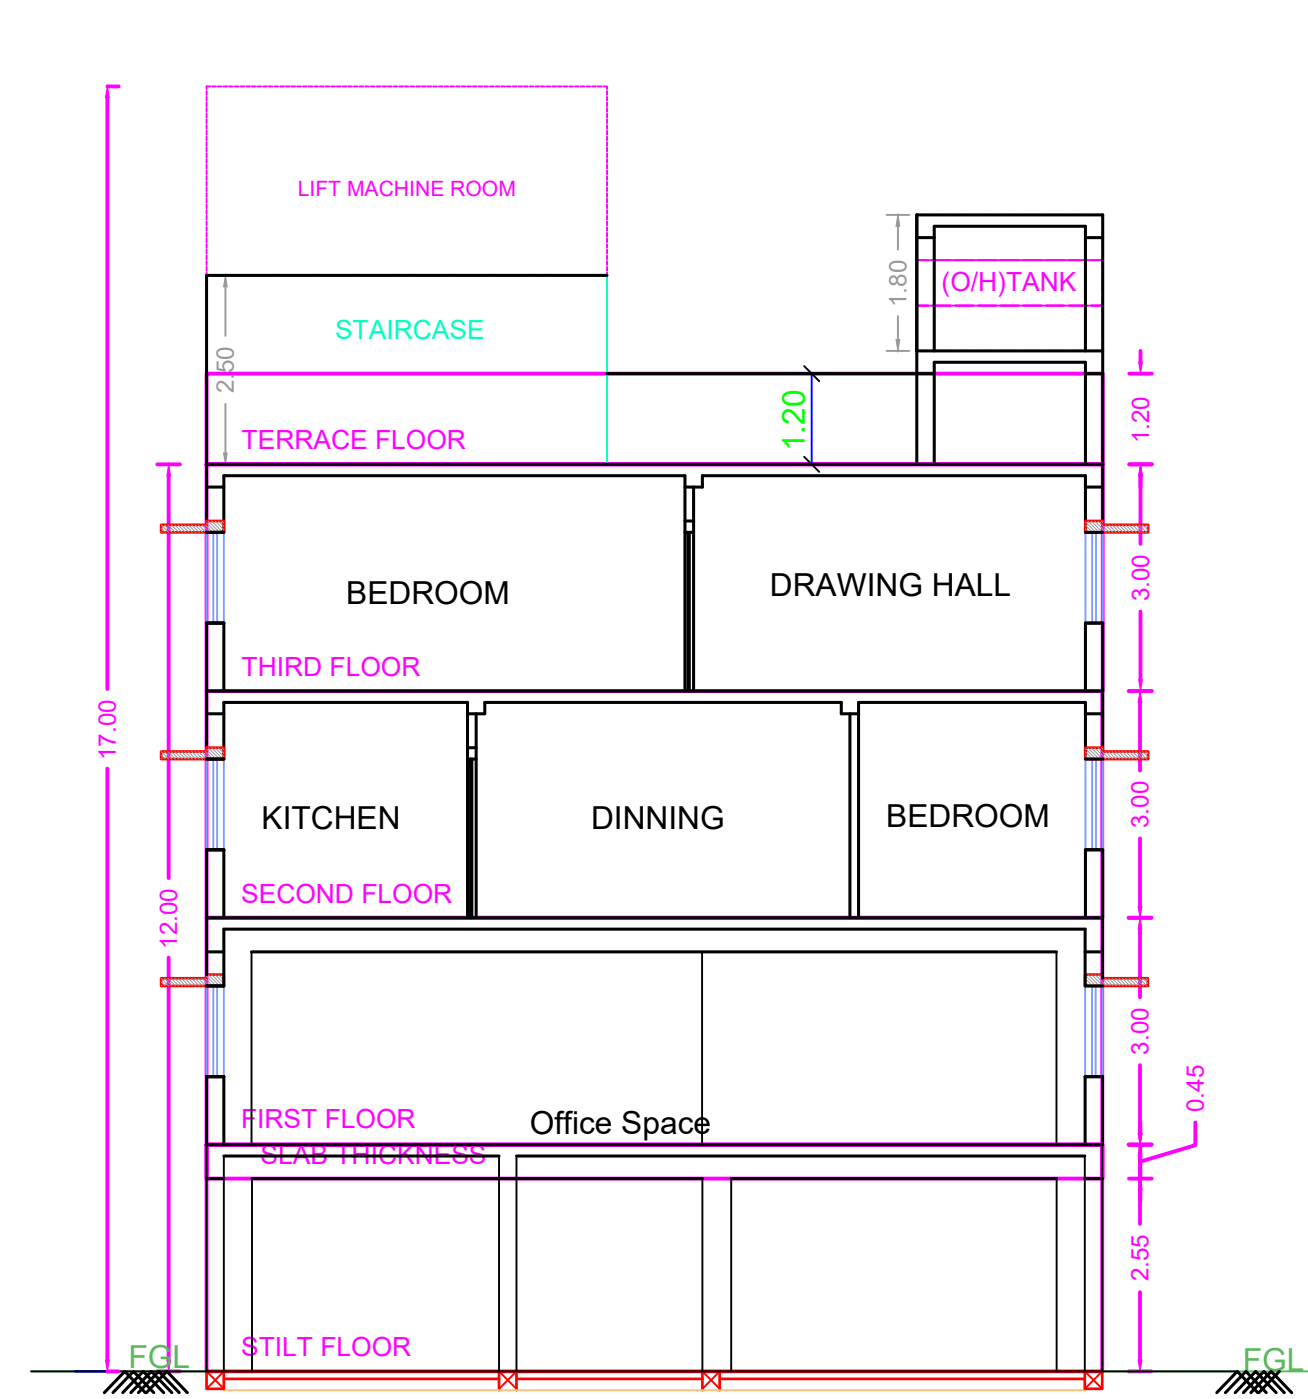 LIFT MACHINE ROOM
1.80
(O/H)TANK
STAIRCASE
2.50
1.20
1.20
TERRACE FLOOR
3.00
BEDROOM
DRAWING HALL
THIRD FLOOR
17.00
3.00
KITCHEN
DINNING
BEDROOM
SECOND FLOOR
12.00
3.00
0.45
FIRST FLOOR
Office Space
SLAB THICKNESS
2.55
STILT FLOOR
FGL
FGL